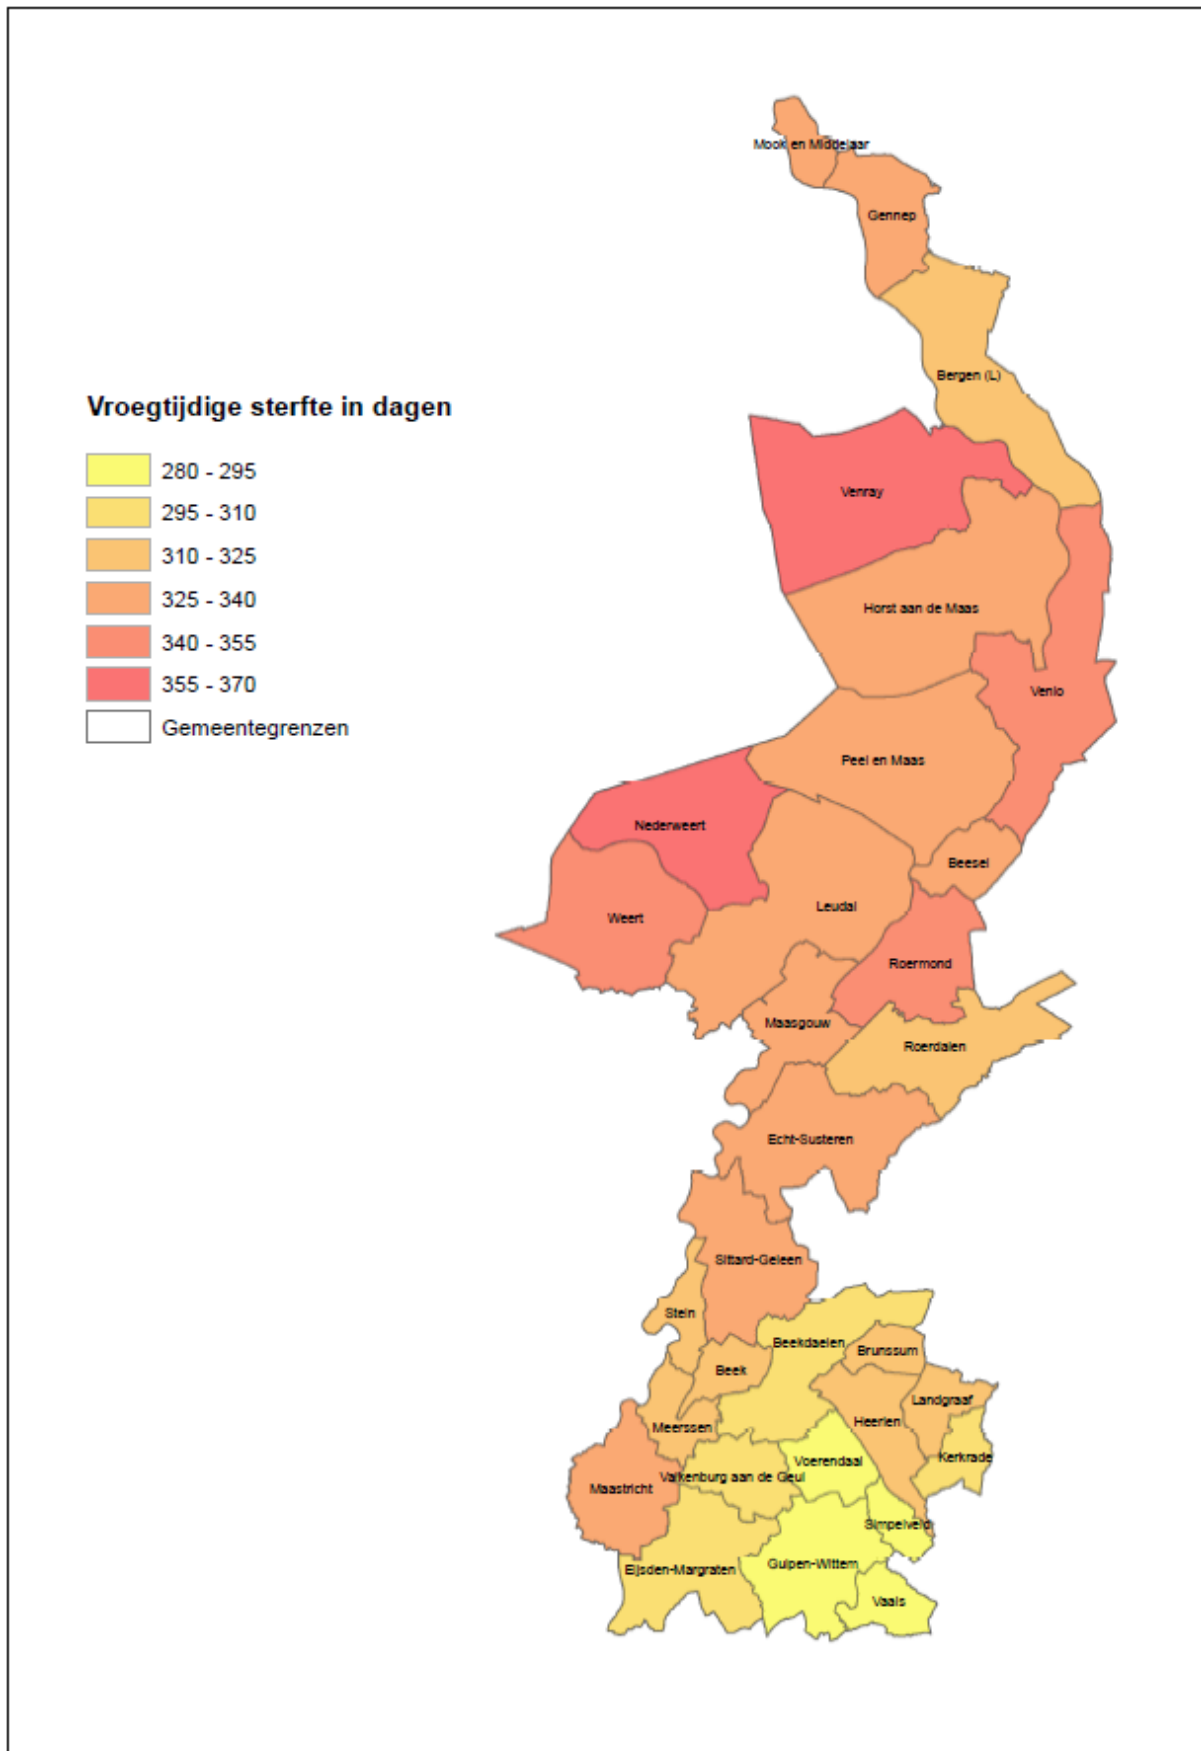 Mook en Middelaar
Gennep
Bergen (L)
Vroegtijdige sterfte in dagen
280 - 295
295 - 310
310 - 325
325 - 340
340 - 355
355 - 370
Gemeentegrenzen
Venray
Horst aan de Maas
Venlo
Peel en Maas
Nederweert
Beesel
Leudal
Weert
Roermond
Maasgouw
Roerdalen
Echt-Susteren
Sittard-Geleen
Stein
Beekdaelen
Brunssum
Beek
Landgraaf
Heerlen
Meerssen
Kerkrade
Voerendaal
Valkenburg aan de Geul
Maastricht
Simpelveld
Gulpen-Wittem
Eijsden-Margraten
Vaals